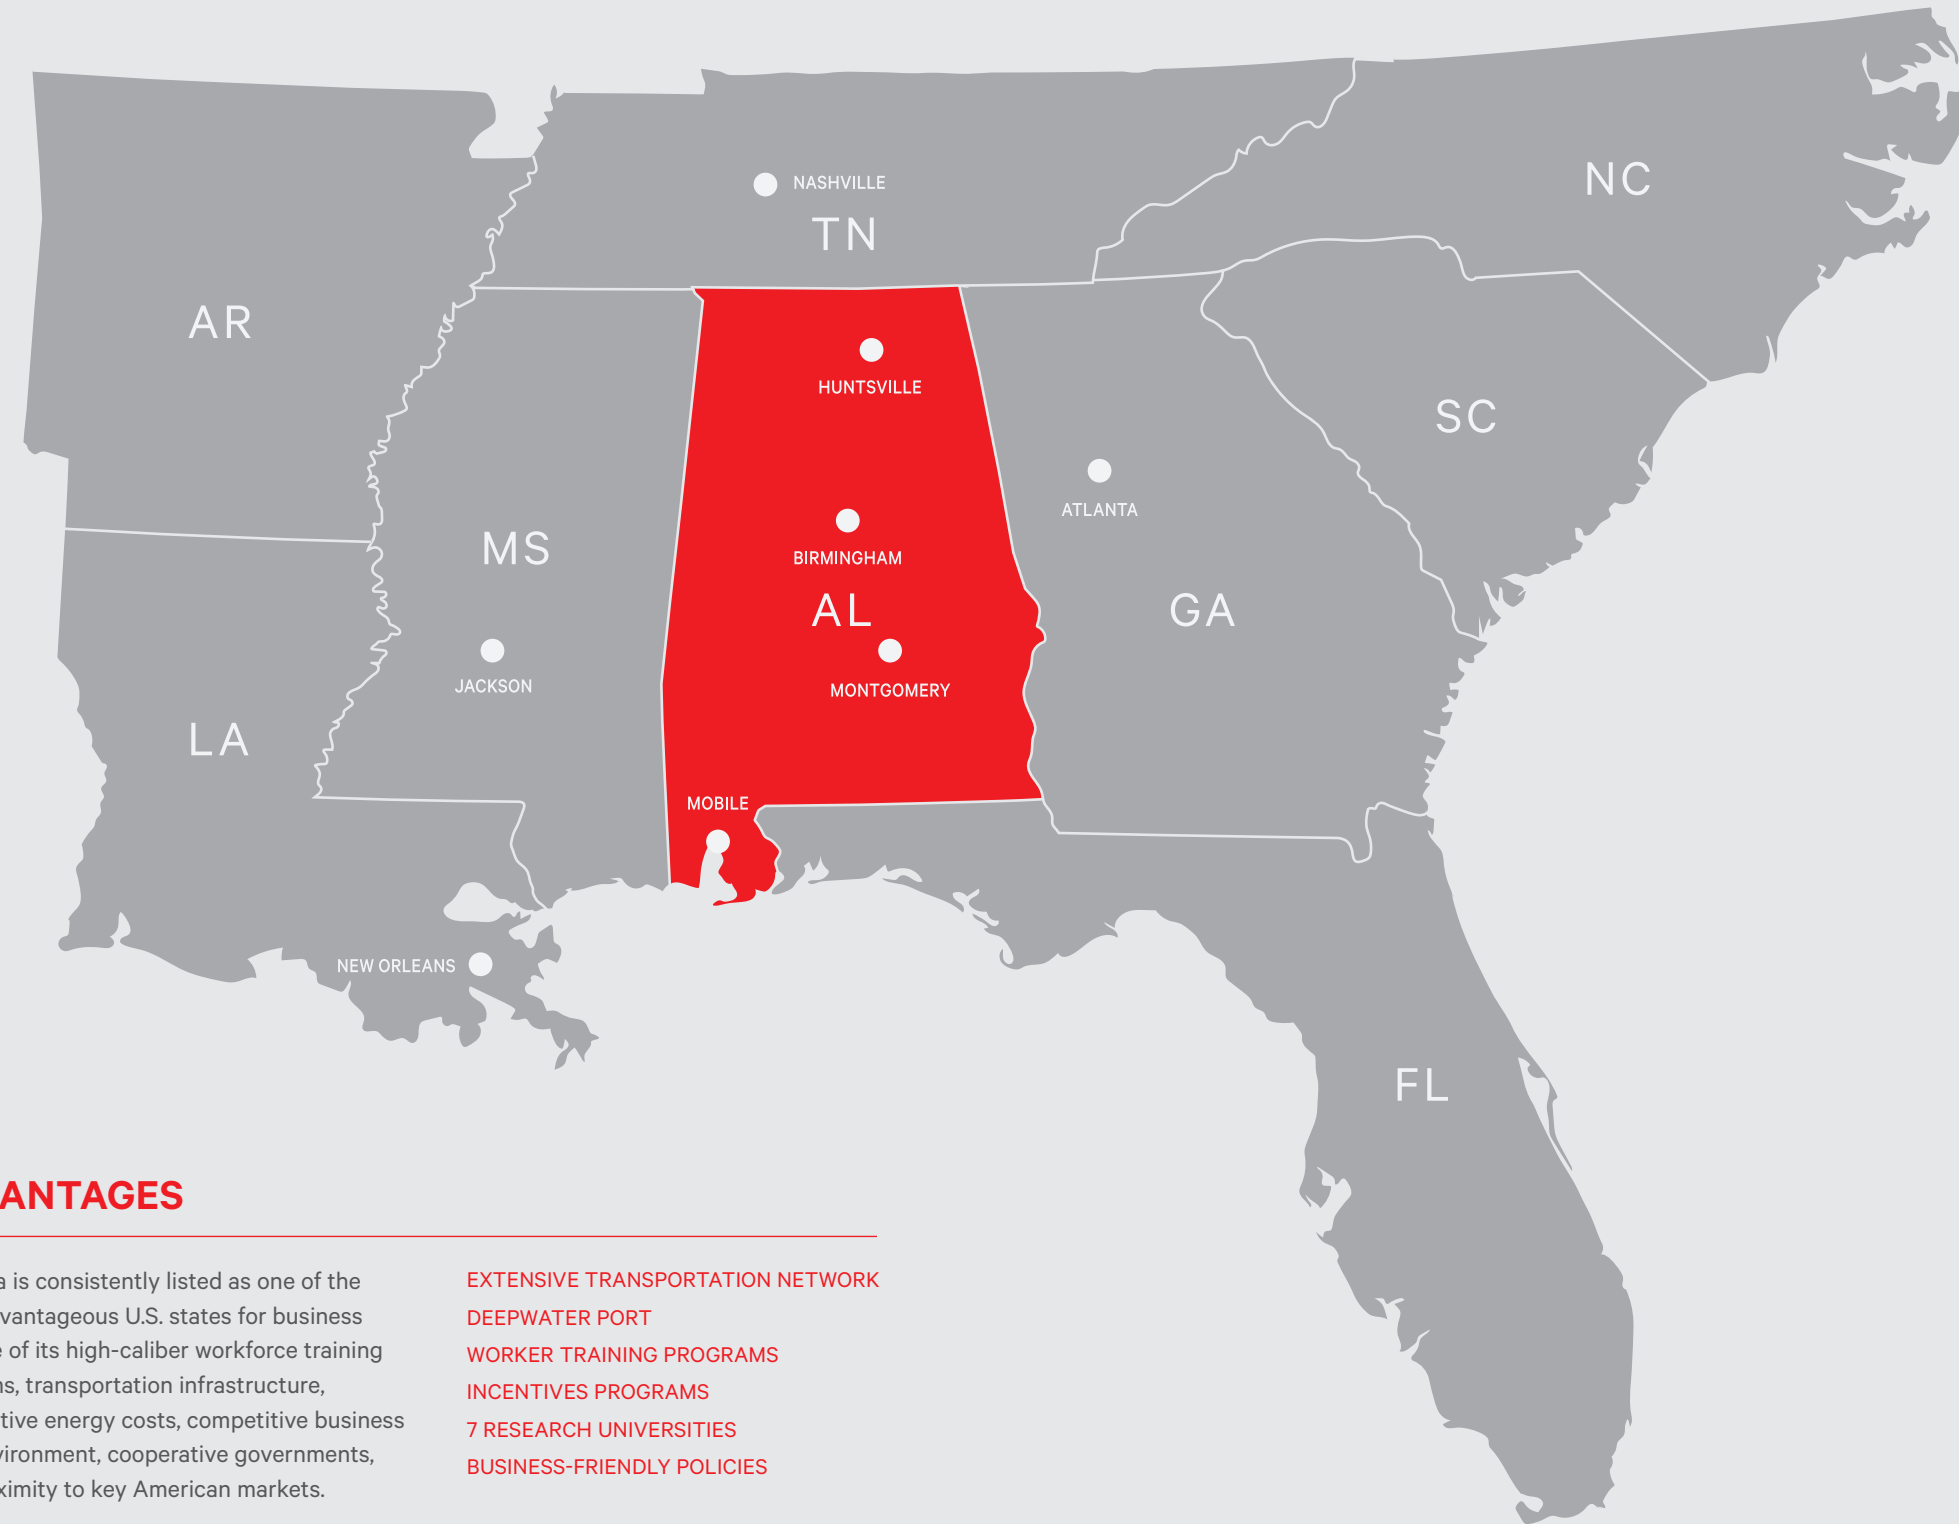 NASHVILLE
TN
NC
AR
HUNTSVILLE
SC
ATLANTA
MS
BIRMINGHAM
AL
GA
JACKSON
MONTGOMERY
LA
MOBILE
NEW ORLEANS
FL
ANTAGES
a is consistently listed as one of the
vantageous U.S. states for business
e of its high-caliber workforce training
ns, transportation infrastructure,
tive energy costs, competitive business
vironment, cooperative governments,
ximity to key American markets.
EXTENSIVE TRANSPORTATION NETWORK
DEEPWATER PORT
WORKER TRAINING PROGRAMS
INCENTIVES PROGRAMS
7 RESEARCH UNIVERSITIES
BUSINESS-FRIENDLY POLICIES